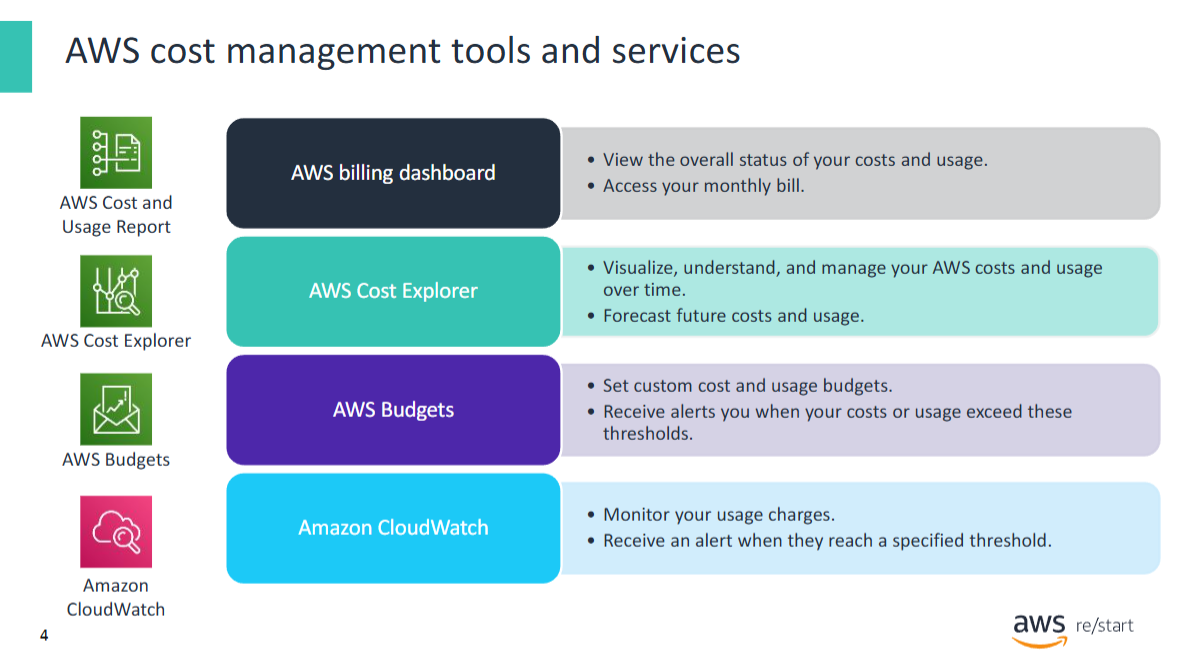 AWS cost management tools and services
AWS Cost and
Usage Report
AWS billing dashboard
• View the overall status of your costs and usage.
• Access your monthly bill.
AWS Cost Explorer
AWS Cost Explorer
• Visualize, understand, and manage your AWS costs and usage
over time.
• Forecast future costs and usage.
AWS Budgets
AWS Budgets
• Set custom cost and usage budgets.
• Receive alerts you when your costs or usage exceed these
thresholds.
Amazon
CloudWatch
Amazon CloudWatch
• Monitor your usage charges.
• Receive an alert when they reach a specified threshold.
4
aws re/start